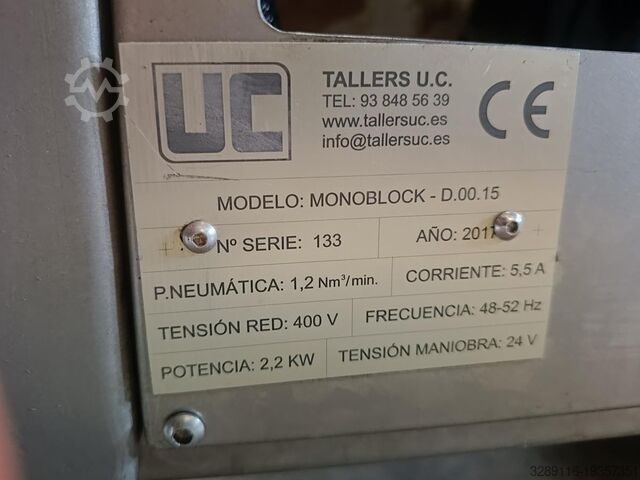 UC
TALLERS U.C.
TEL: 93 848 56 39
www.tallersuc.es
info@tallersuc.es
CE
MODELO: MONOBLOCK - D.00.15
Nº SERIE: 133
AÑO: 2017
P.NEUMÁTICA: 1,2 Nm³/min.
CORRIENTE: 5,5 A
TENSIÓN RED: 400 V
FRECUENCIA: 48-52 Hz
POTENCIA: 2,2 KW
TENSIÓN MANIOBRA: 24 V